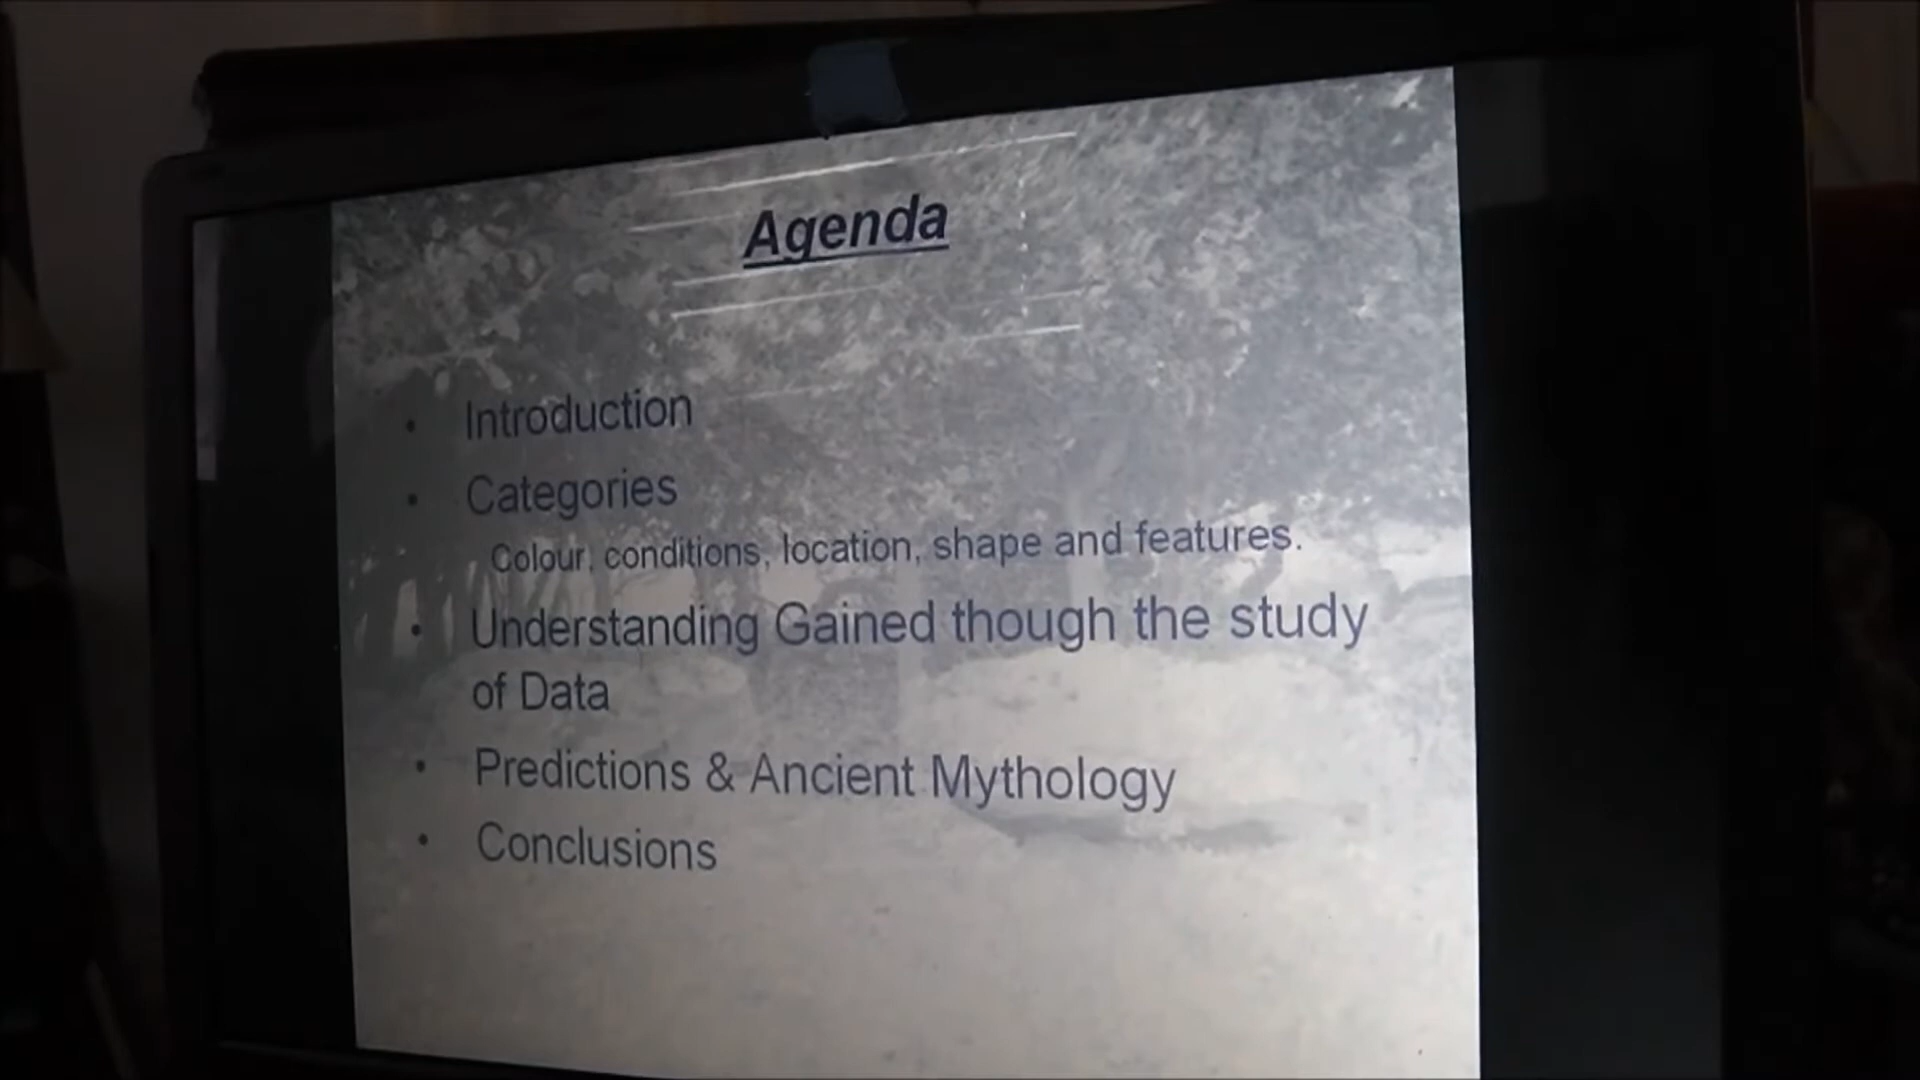 Agenda
• Introduction
• Categories
Colour, conditions, location, shape and features.
• Understanding Gained though the study
of Data
• Predictions & Ancient Mythology
• Conclusions